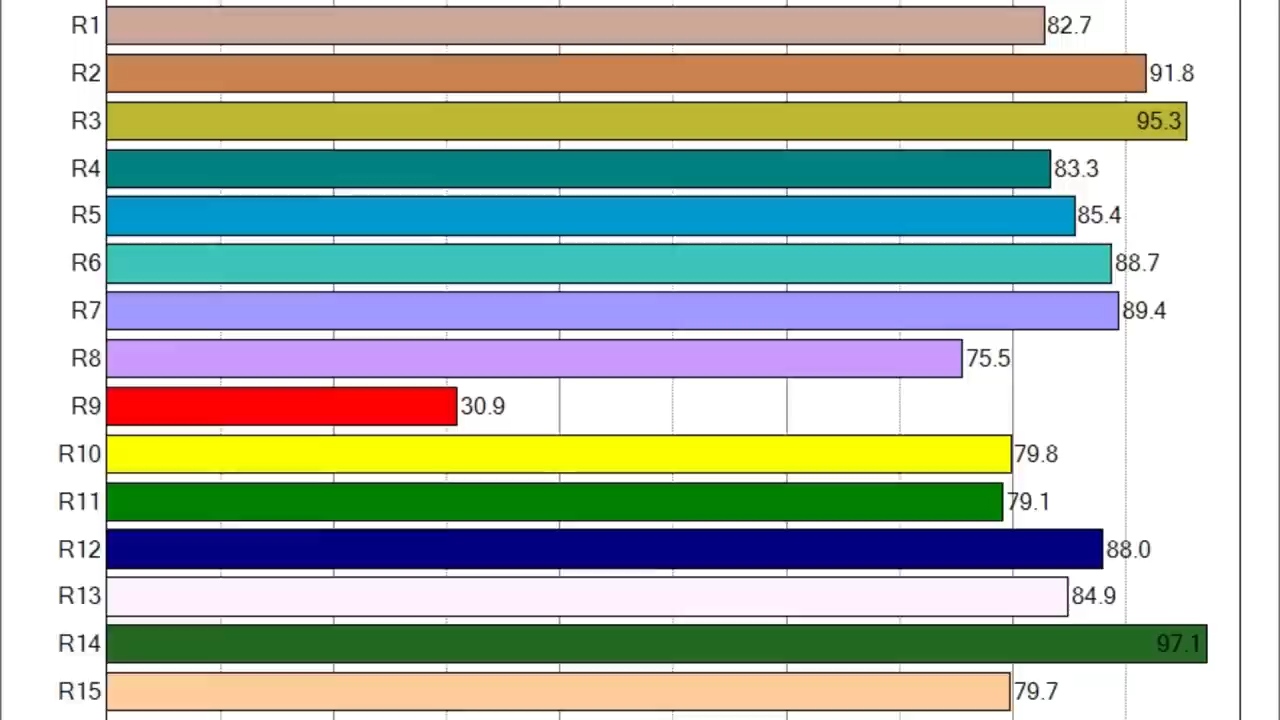 R1 82.7
R2 91.8
R3 95.3
R4 83.3
R5 85.4
R6 88.7
R7 89.4
R8 75.5
R9 30.9
R10 79.8
R11 79.1
R12 88.0
R13 84.9
R14 97.1
R15 79.7